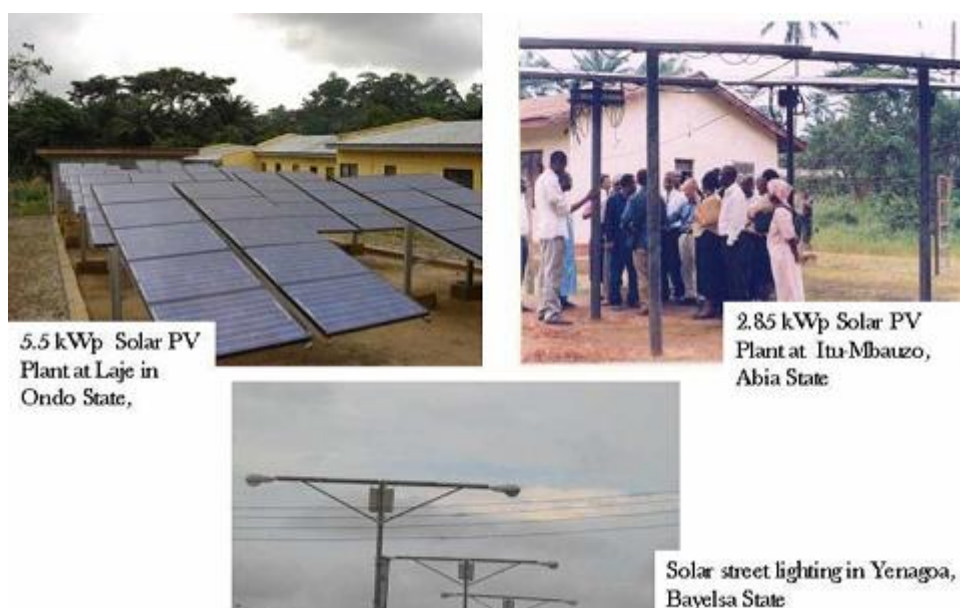 5.5 kWp Solar PV
Plant at Laje in
Ondo State,
2.85 kWp Solar PV
Plant at Itu-Mbauzo,
Abia State
Solar street lighting in Yenagoa,
Bayelsa State